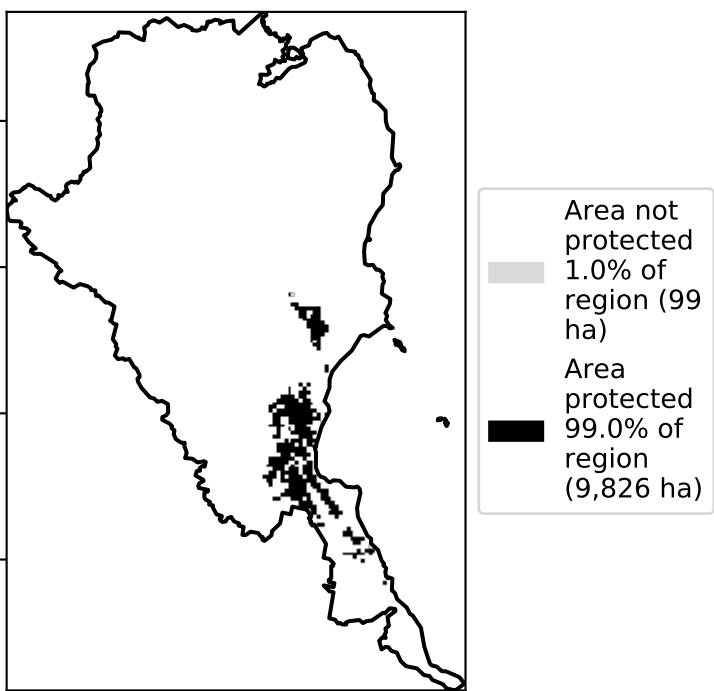 Area not
protected
1.0% of
region (99
ha)
Area
protected
99.0% of
region
(9,826 ha)